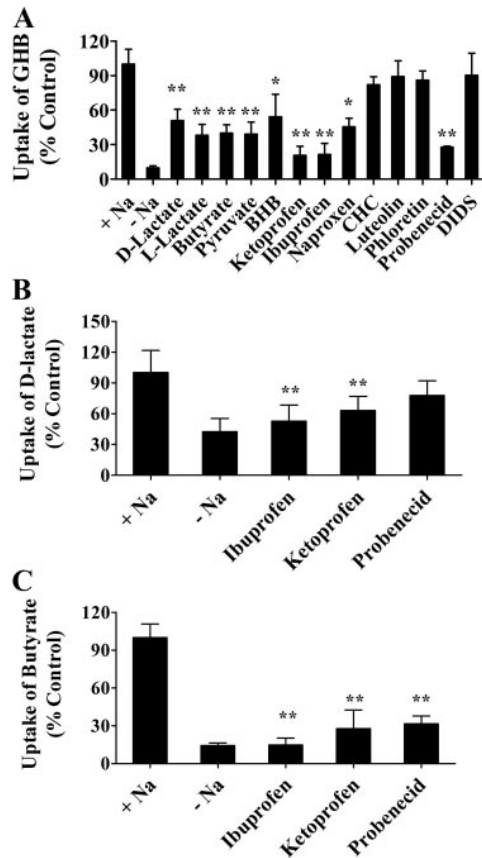 A
Uptake of GHB
(% Control)
120
90
60
30
0
**
**
**
**
*
**
**
*
**
+ Na
- Na
D-Lactate
L-Lactate
Butyrate
Pyruvate
BHB
Ketoprofen
Ibuprofen
Naproxen
CHC
Luteolin
Phloretin
Probenecid
DIDS
B
Uptake of D-lactate
(% Control)
150
120
90
60
30
0
**
**
+ Na
- Na
Ibuprofen
Ketoprofen
Probenecid
C
Uptake of Butyrate
(% Control)
120
90
60
30
0
**
**
**
+ Na
- Na
Ibuprofen
Ketoprofen
Probenecid